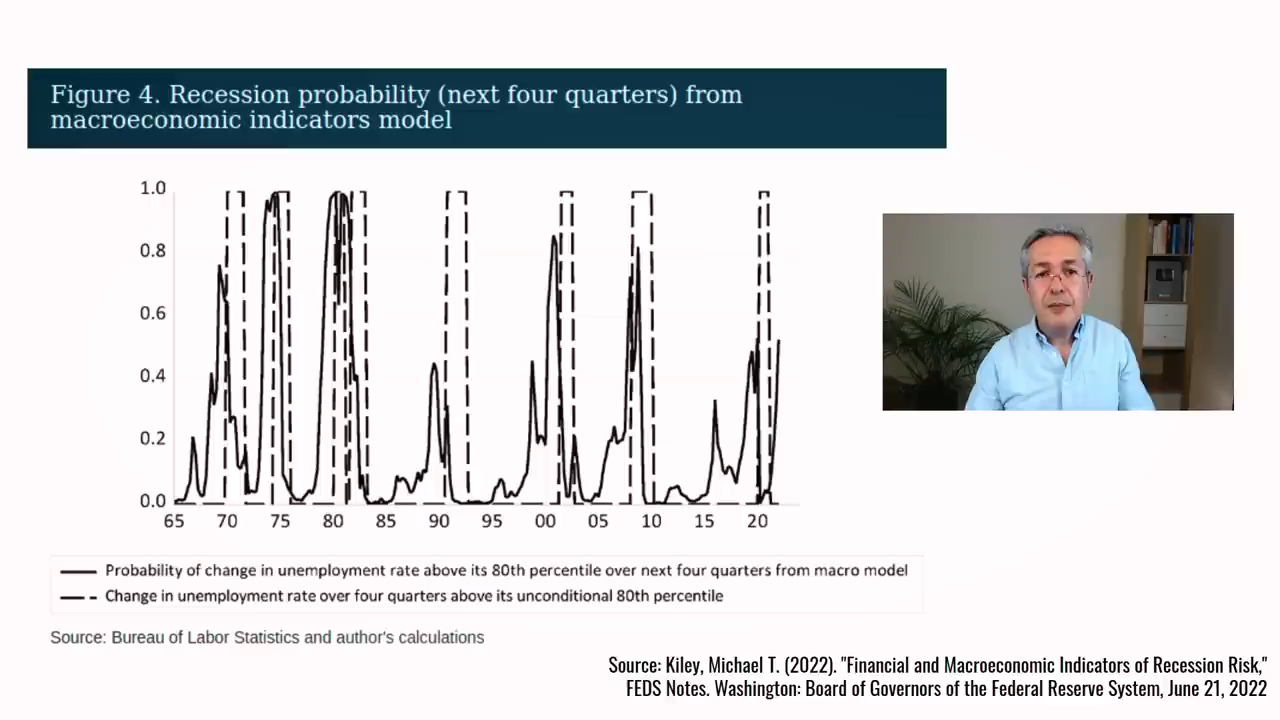 Figure 4. Recession probability (next four quarters) from
macroeconomic indicators model
1.0
0.8
0.6
0.4
0.2
0.0
65 70 75 80 85 90 95 00 05 10 15 20
Probability of change in unemployment rate above its 80th percentile over next four quarters from macro model
Change in unemployment rate over four quarters above its unconditional 80th percentile
Source: Bureau of Labor Statistics and author's calculations
Source: Kiley, Michael T. (2022). "Financial and Macroeconomic Indicators of Recession Risk,"
FEDS Notes. Washington: Board of Governors of the Federal Reserve System, June 21, 2022